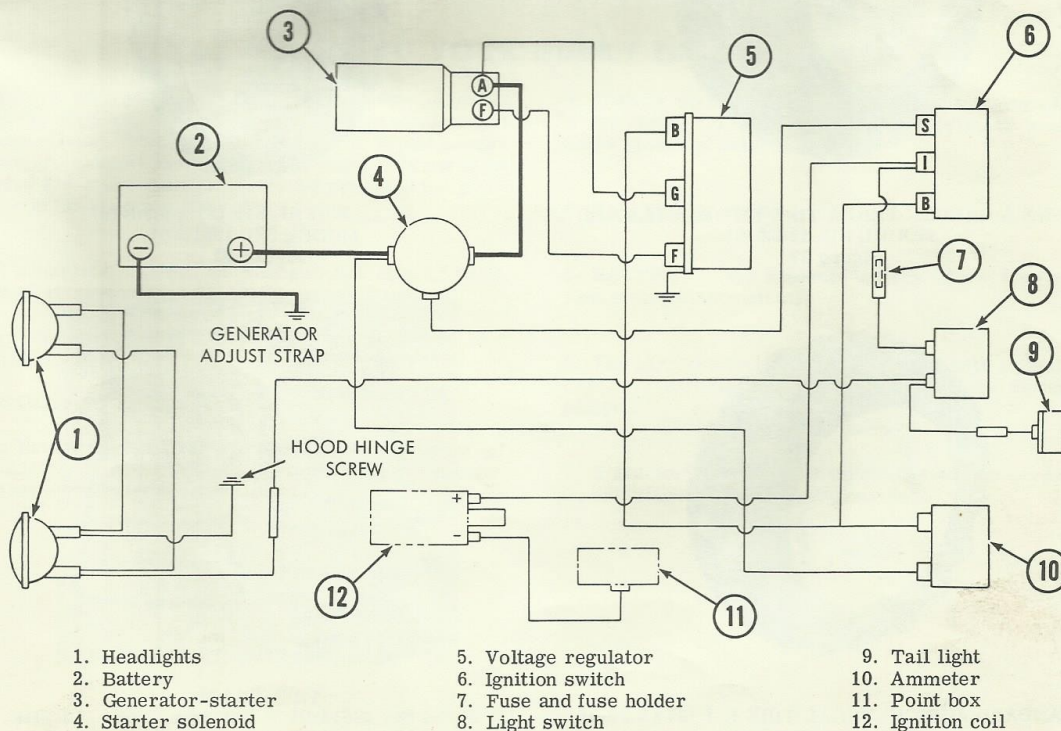 3
5
6
A
F
2
4
B
S
I
G
B
-
+
F
7
8
GENERATOR
ADJUST STRAP
9
1
HOOD HINGE
SCREW
+
-
12
11
10
1. Headlights
2. Battery
3. Generator-starter
4. Starter solenoid
5. Voltage regulator
6. Ignition switch
7. Fuse and fuse holder
8. Light switch
9. Tail light
10. Ammeter
11. Point box
12. Ignition coil